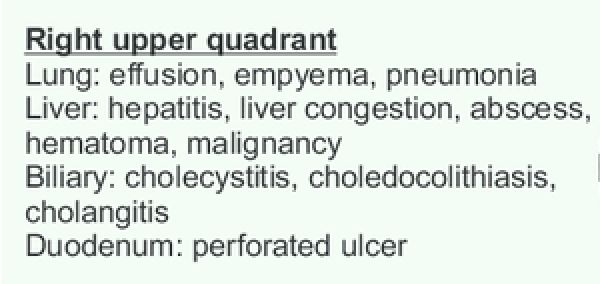 Right upper quadrant
Lung: effusion, empyema, pneumonia
Liver: hepatitis, liver congestion, abscess,
hematoma, malignancy
Biliary: cholecystitis, choledocolithiasis,
cholangitis
Duodenum: perforated ulcer